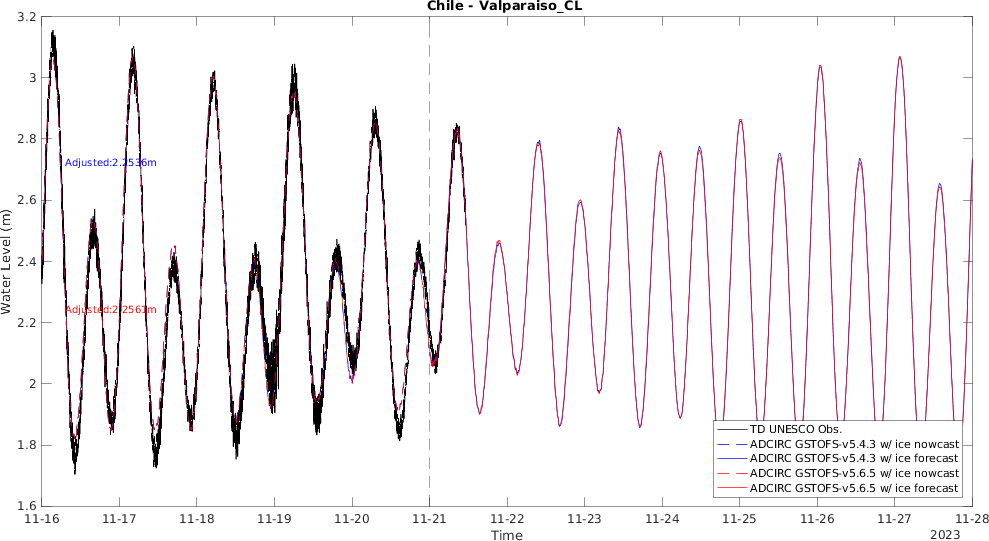 Chile - Valparaiso_CL
3.2
3
2.8
2.6
2.4
2.2
2
1.8
1.6
Water Level (m)
Adjusted:2.2536m
Adjusted:2.2561m
TD UNESCO Obs.
ADCIRC GSTOFS-v5.4.3 w/ ice nowcast
ADCIRC GSTOFS-v5.4.3 w/ ice forecast
ADCIRC GSTOFS-v5.6.5 w/ ice nowcast
ADCIRC GSTOFS-v5.6.5 w/ ice forecast
11-16 11-17 11-18 11-19 11-20 11-21 11-22 11-23 11-24 11-25 11-26 11-27 11-28
Time
2023